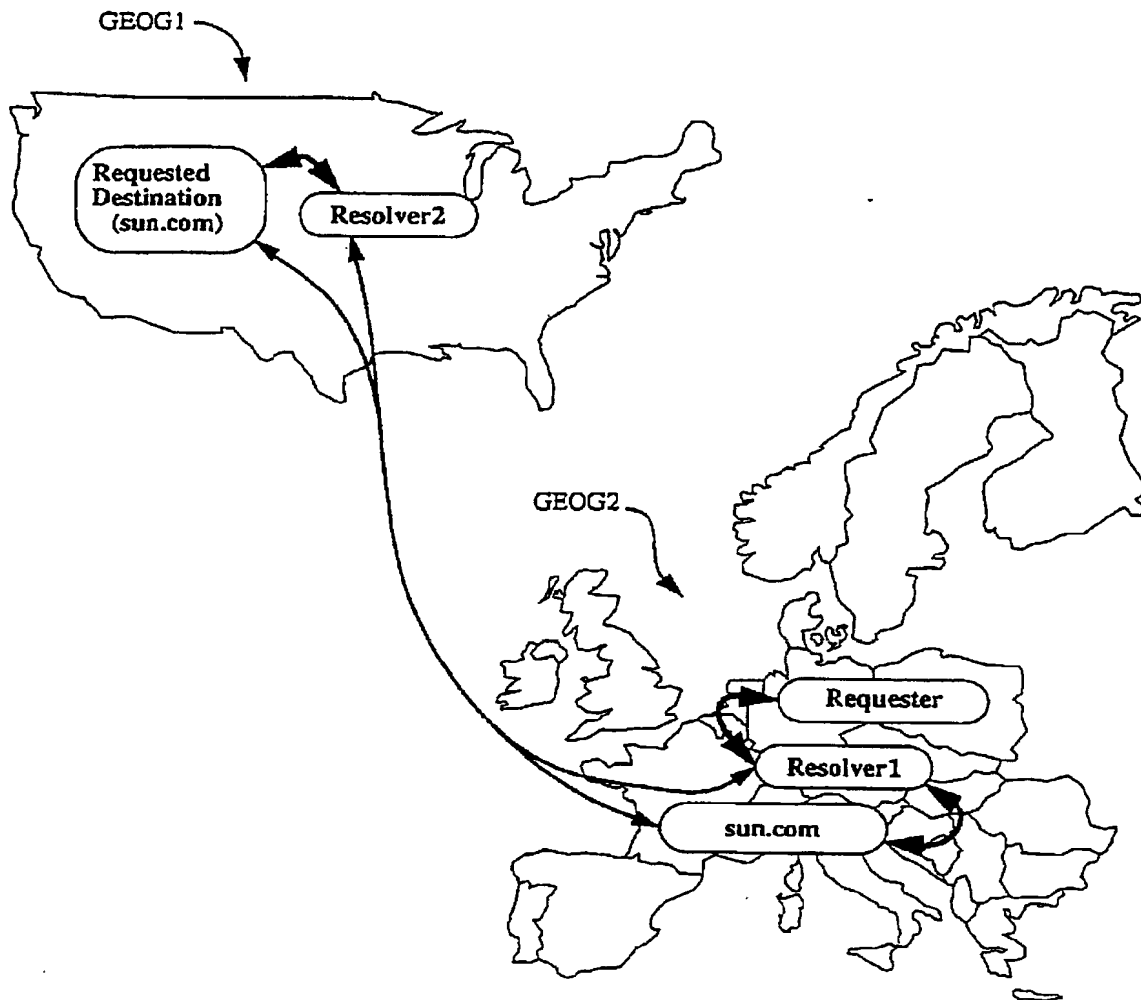 GEOG1
Requested
Destination
(sun.com)
Resolver2
GEOG2
Requester
Resolver1
sun.com